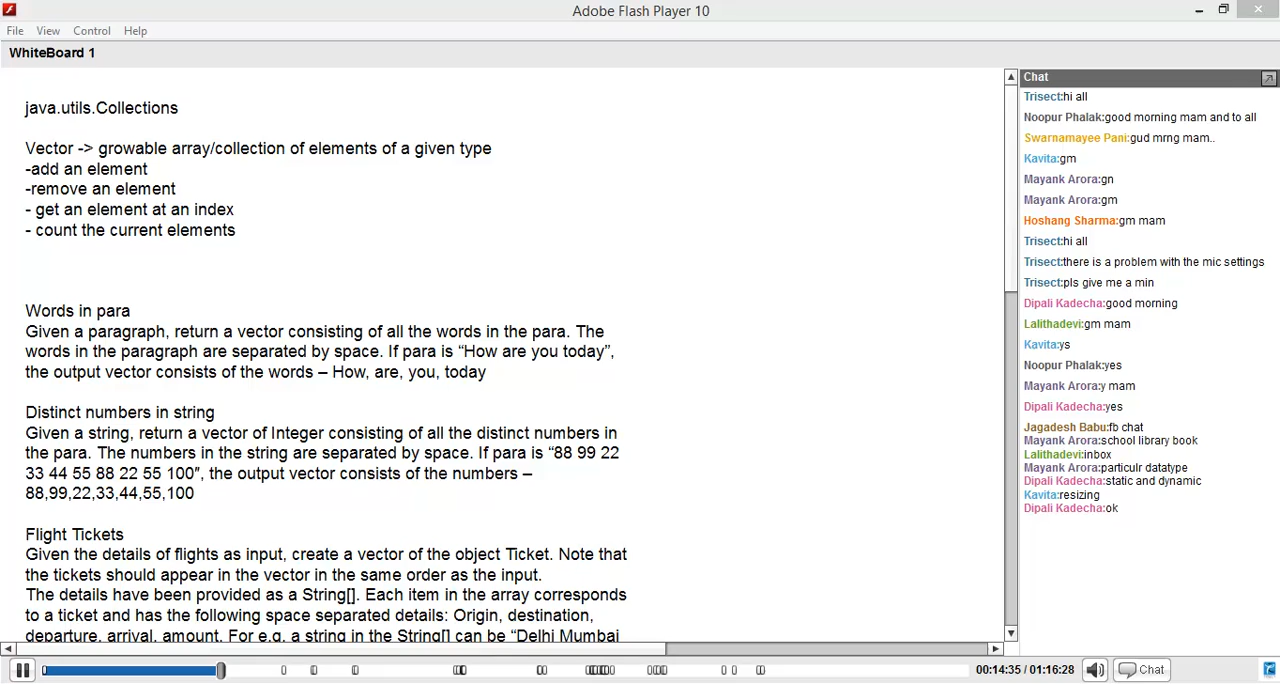 Adobe Flash Player 10
File View Control Help
WhiteBoard 1
java.utils.Collections
Vector -> growable array/collection of elements of a given type
-add an element
-remove an element
- get an element at an index
- count the current elements
Words in para
Given a paragraph, return a vector consisting of all the words in the para. The
words in the paragraph are separated by space. If para is “How are you today”,
the output vector consists of the words – How, are, you, today
Distinct numbers in string
Given a string, return a vector of Integer consisting of all the distinct numbers in
the para. The numbers in the string are separated by space. If para is “88 99 22
33 44 55 88 22 55 100″, the output vector consists of the numbers –
88,99,22,33,44,55,100
Flight Tickets
Given the details of flights as input, create a vector of the object Ticket. Note that
the tickets should appear in the vector in the same order as the input.
The details have been provided as a String[]. Each item in the array corresponds
to a ticket and has the following space separated details: Origin, destination,
departure, arrival, amount. For e.g. a string in the String[] can be “Delhi Mumbai
Chat
Trisect:hi all
Noopur Phalak:good morning mam and to all
Swarnamayee Pani:gud mrng mam..
Kavita:gm
Mayank Arora:gn
Mayank Arora:gm
Hoshang Sharma:gm mam
Trisect:hi all
Trisect:there is a problem with the mic settings
Trisect:pls give me a min
Dipali Kadecha:good morning
Lalithadevi:gm mam
Kavita:ys
Noopur Phalak:yes
Mayank Arora:y mam
Dipali Kadecha:yes
Jagadesh Babu:fb chat
Mayank Arora:school library book
Lalithadevi:inbox
Mayank Arora:particulr datatype
Dipali Kadecha:static and dynamic
Kavita:resizing
Dipali Kadecha:ok
00:14:35 / 01:16:28
Chat